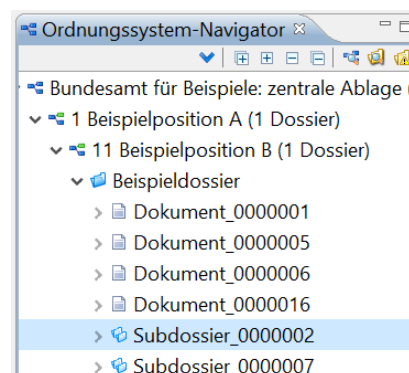 Ordnungssystem-Navigator
Bundesamt für Beispiele: zentrale Ablage
1 Beispielposition A (1 Dossier)
11 Beispielposition B (1 Dossier)
Beispieldossier
Dokument_0000001
Dokument_0000005
Dokument_0000006
Dokument_0000016
Subdossier_0000002
Subdossier_0000007